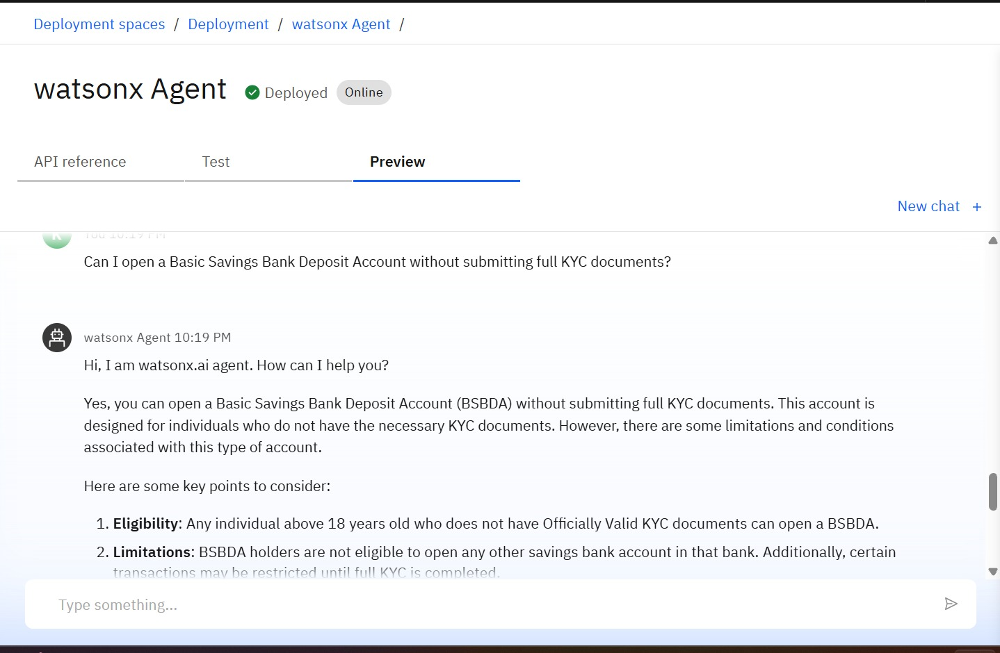 Deployment spaces / Deployment / watsonx Agent /
watsonx Agent Deployed Online
API reference Test Preview
New chat +
You 10:19 PM
Can I open a Basic Savings Bank Deposit Account without submitting full KYC documents?
watsonx Agent 10:19 PM
Hi, I am watsonx.ai agent. How can I help you?
Yes, you can open a Basic Savings Bank Deposit Account (BSBDA) without submitting full KYC documents. This account is
designed for individuals who do not have the necessary KYC documents. However, there are some limitations and conditions
associated with this type of account.
Here are some key points to consider:
1. Eligibility: Any individual above 18 years old who does not have Officially Valid KYC documents can open a BSBDA.
2. Limitations: BSBDA holders are not eligible to open any other savings bank account in that bank. Additionally, certain
transactions may be restricted until full KYC is completed.
Type something...